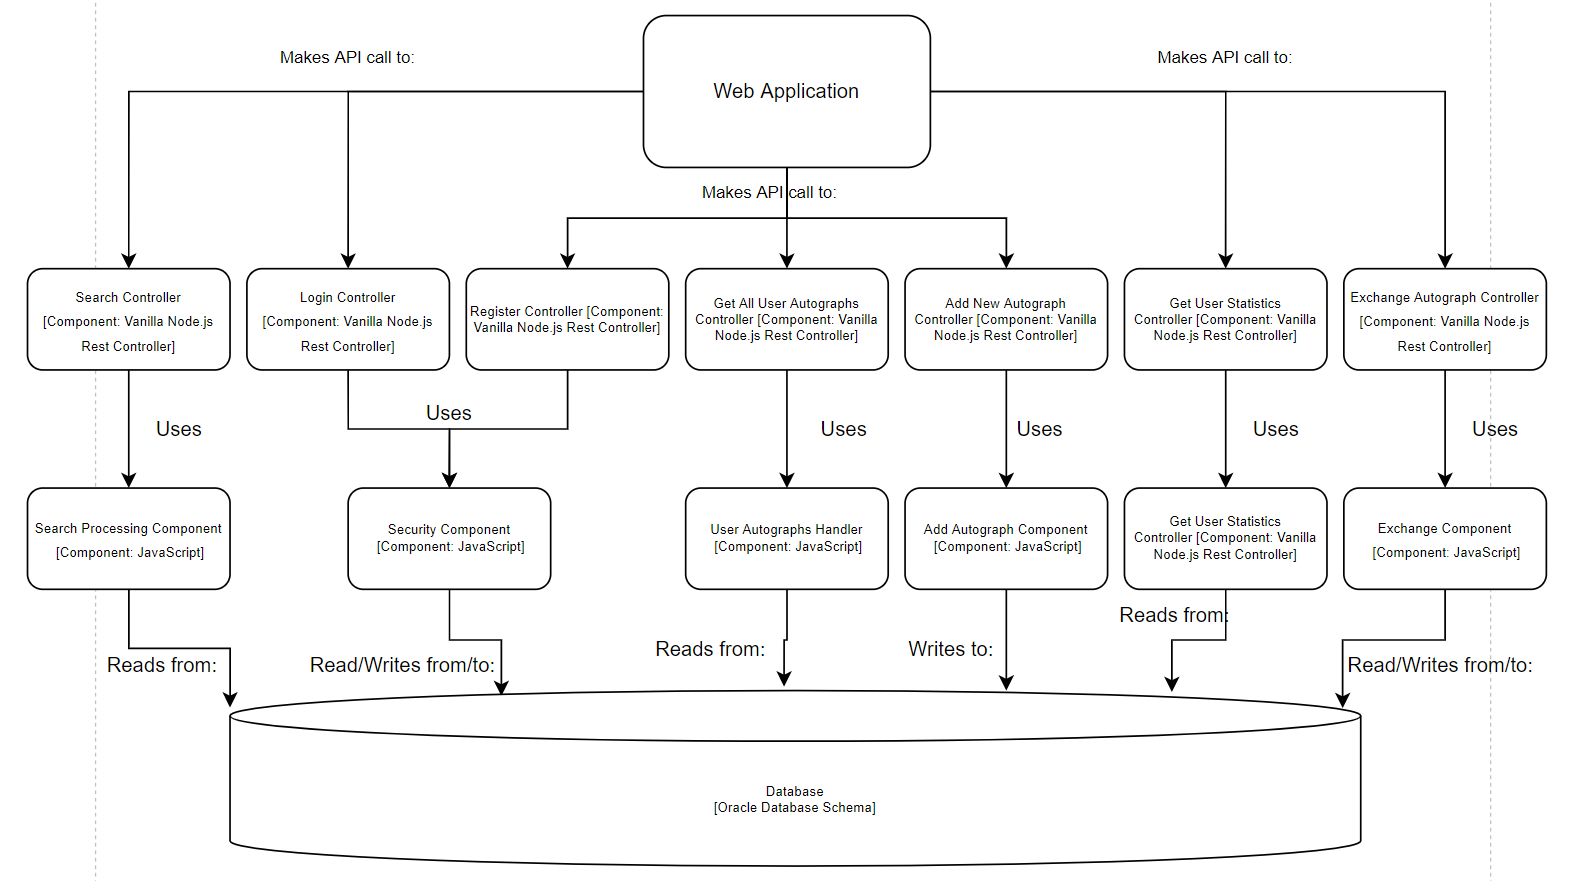 Makes API call to:
Makes API call to:
Web Application
Makes API call to:
Search Controller
[Component: Vanilla Node.js
Rest Controller]
Login Controller
[Component: Vanilla Node.js
Rest Controller]
Register Controller [Component:
Vanilla Node.js Rest Controller]
Get All User Autographs
Controller [Component: Vanilla
Node.js Rest Controller]
Add New Autograph
Controller [Component: Vanilla
Node.js Rest Controller]
Get User Statistics
Controller [Component: Vanilla
Node.js Rest Controller]
Exchange Autograph Controller
[Component: Vanilla Node.js
Rest Controller]
Uses
Uses
Uses
Uses
Uses
Uses
Search Processing Component
[Component: JavaScript]
Security Component
[Component: JavaScript]
User Autographs Handler
[Component: JavaScript]
Add Autograph Component
[Component: JavaScript]
Get User Statistics
Controller [Component: Vanilla
Node.js Rest Controller]
Exchange Component
[Component: JavaScript]
Reads from:
Read/Writes from/to:
Reads from:
Writes to:
Reads from:
Read/Writes from/to:
Database
[Oracle Database Schema]